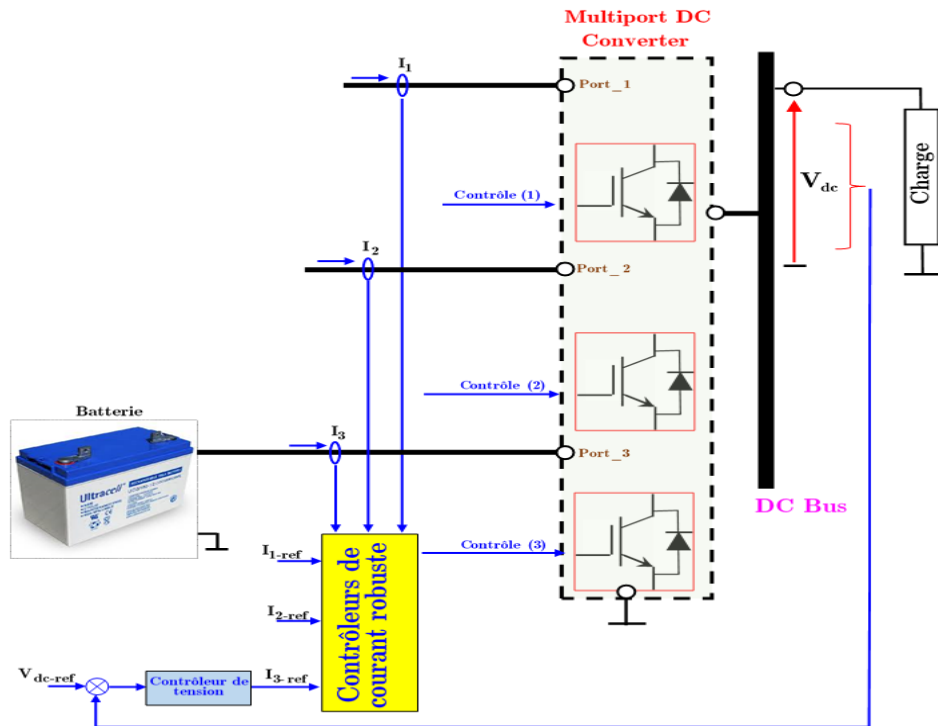 Multiport DC
Converter
I1
Port_1
Contrôle (1)
Vdc
Charge
I2
Port_2
Contrôle (2)
Batterie
Ultracell
I3
Port_3
DC Bus
Contrôle (3)
I1-ref
I2-ref
Contrôleurs de
courant robuste
Vdc-ref
Contrôleur de
tension
I3-ref